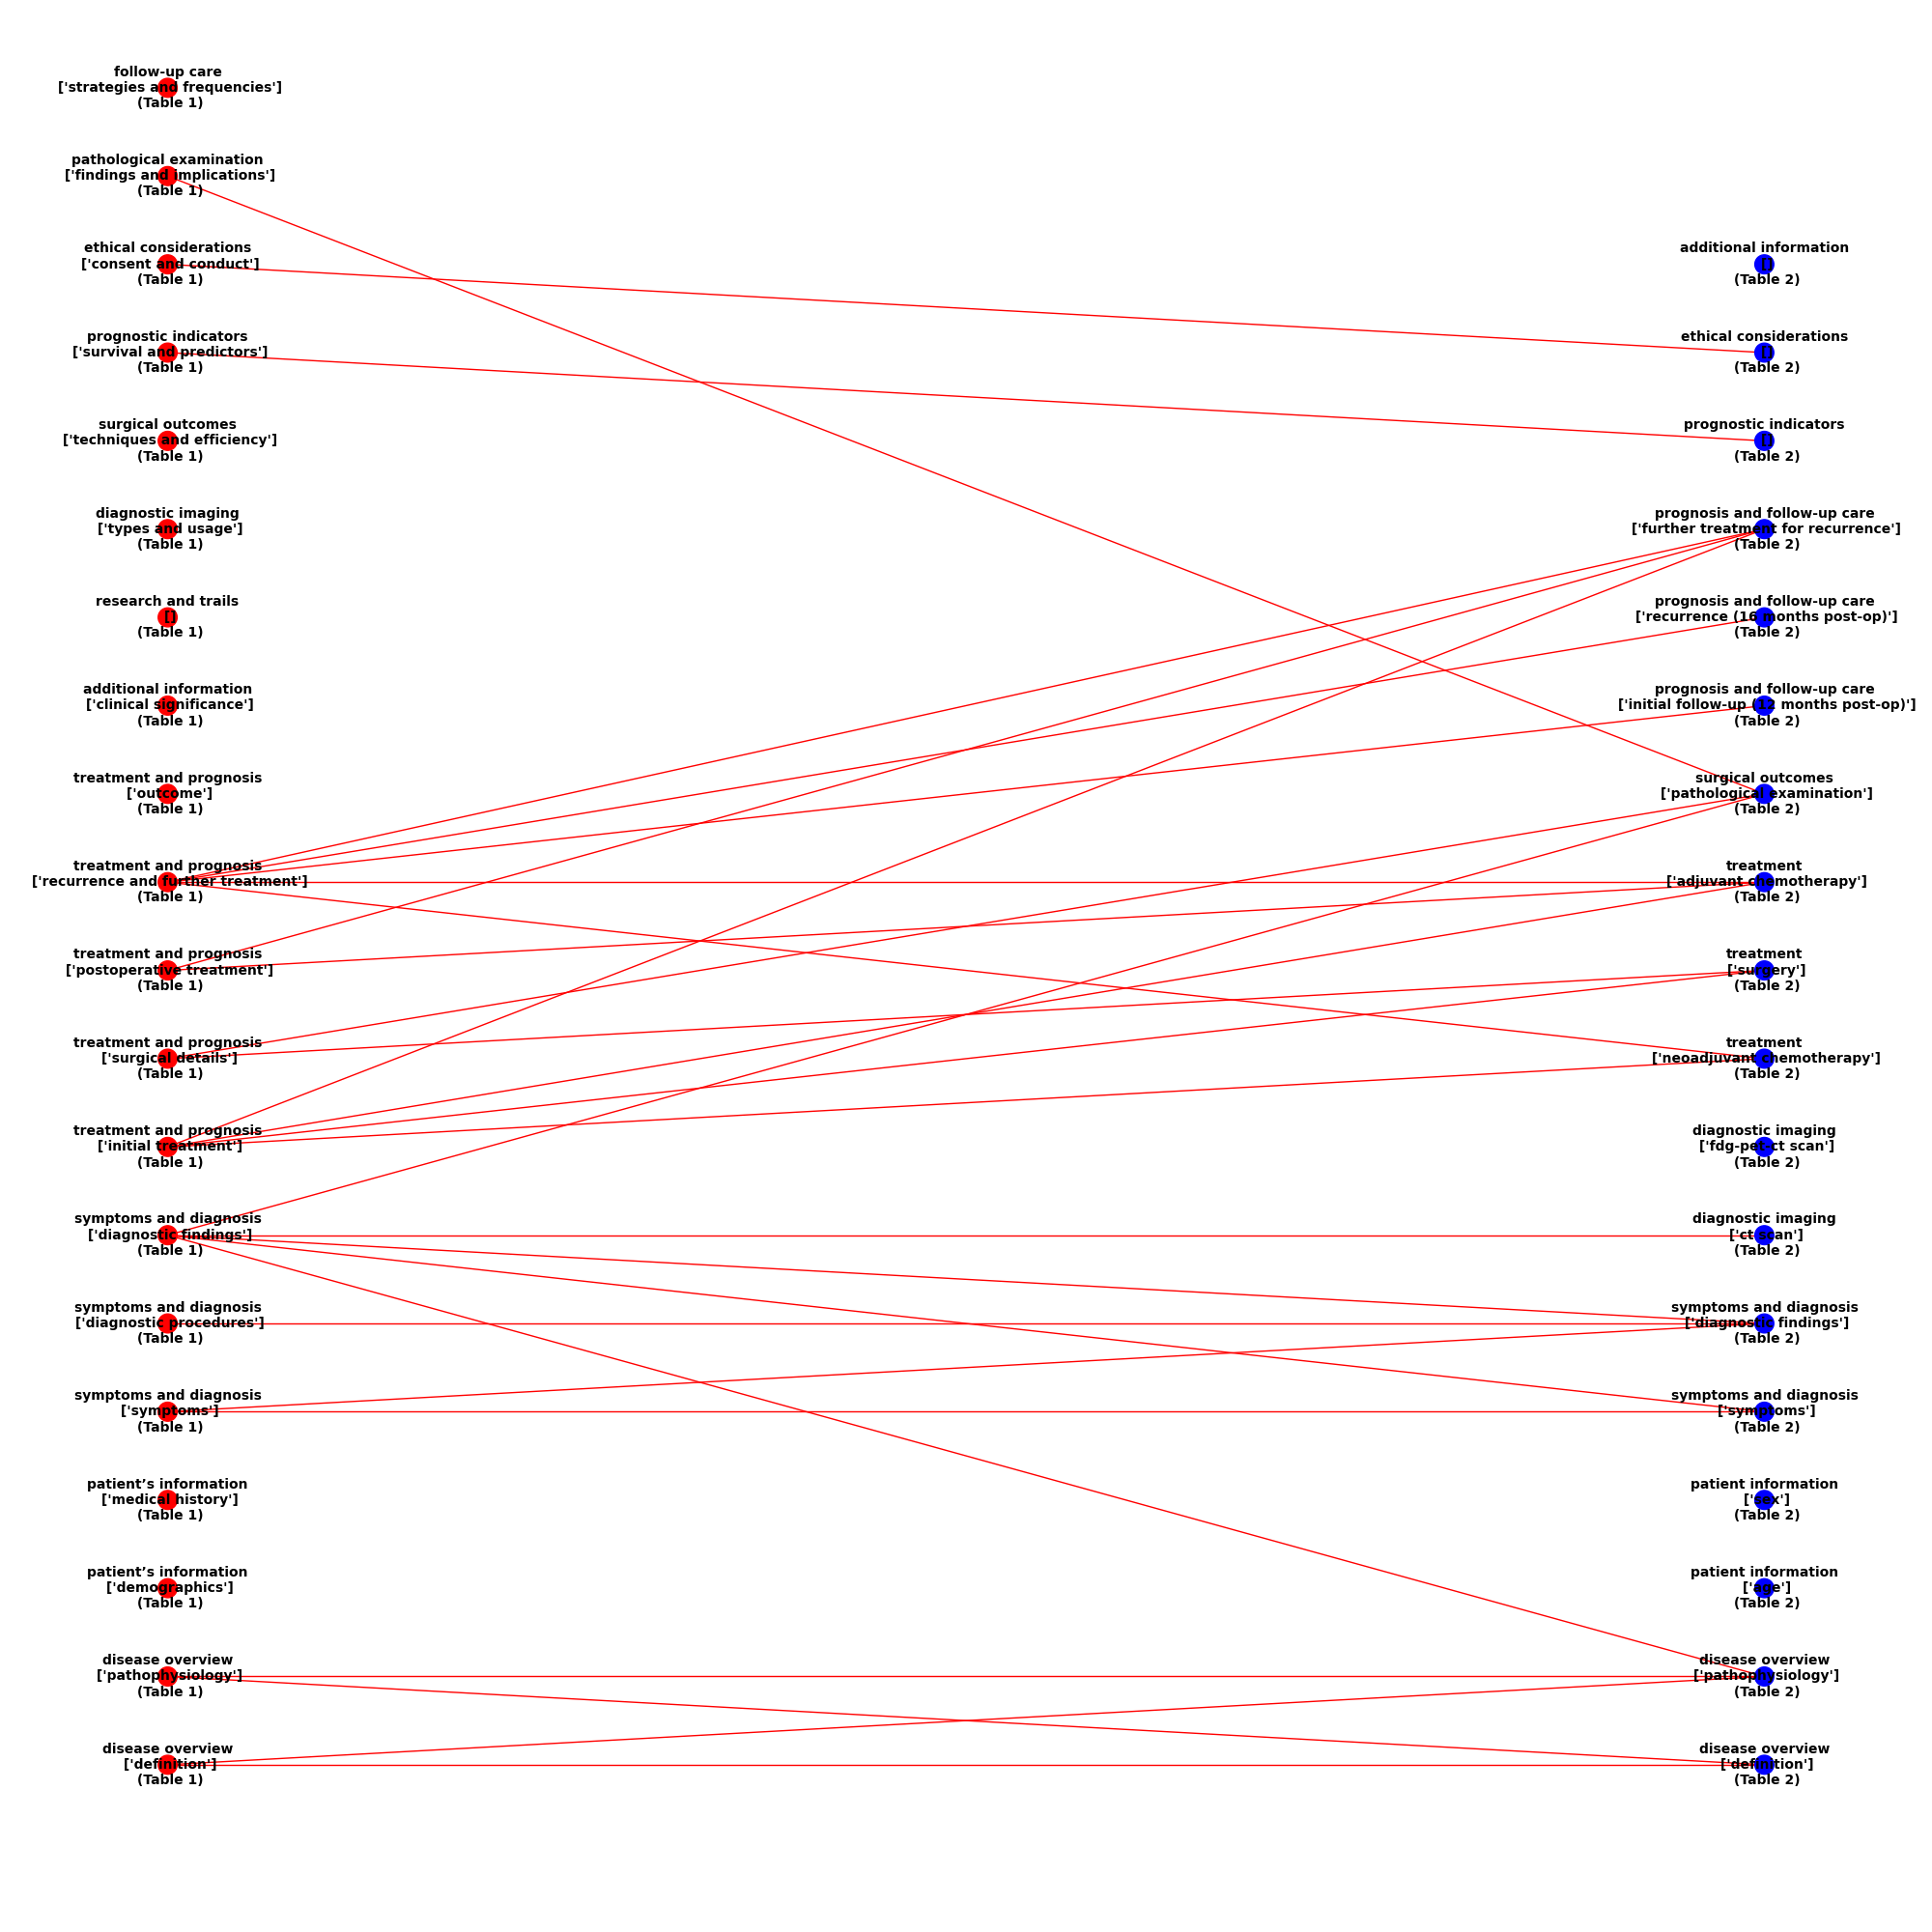 follow-up care
['strategies and frequencies']
(Table 1)
pathological examination
['findings and implications']
(Table 1)
ethical considerations
['consent and conduct']
(Table 1)
prognostic indicators
['survival and predictors']
(Table 1)
surgical outcomes
['techniques and efficiency']
(Table 1)
diagnostic imaging
['types and usage']
(Table 1)
research and trails
[]
(Table 1)
additional information
['clinical significance']
(Table 1)
treatment and prognosis
['outcome']
(Table 1)
treatment and prognosis
['recurrence and further treatment']
(Table 1)
treatment and prognosis
['postoperative treatment']
(Table 1)
treatment and prognosis
['surgical details']
(Table 1)
treatment and prognosis
['initial treatment']
(Table 1)
symptoms and diagnosis
['diagnostic findings']
(Table 1)
symptoms and diagnosis
['diagnostic procedures']
(Table 1)
symptoms and diagnosis
['symptoms']
(Table 1)
patient’s information
['medical history']
(Table 1)
patient’s information
['demographics']
(Table 1)
disease overview
['pathophysiology']
(Table 1)
disease overview
['definition']
(Table 1)
additional information
[]
(Table 2)
ethical considerations
[]
(Table 2)
prognostic indicators
[]
(Table 2)
prognosis and follow-up care
['further treatment for recurrence']
(Table 2)
prognosis and follow-up care
['recurrence (16 months post-op)']
(Table 2)
prognosis and follow-up care
['initial follow-up (12 months post-op)']
(Table 2)
surgical outcomes
['pathological examination']
(Table 2)
treatment
['adjuvant chemotherapy']
(Table 2)
treatment
['surgery']
(Table 2)
treatment
['neoadjuvant chemotherapy']
(Table 2)
diagnostic imaging
['fdg-pet-ct scan']
(Table 2)
diagnostic imaging
['ct scan']
(Table 2)
symptoms and diagnosis
['diagnostic findings']
(Table 2)
symptoms and diagnosis
['symptoms']
(Table 2)
patient information
['sex']
(Table 2)
patient information
['age']
(Table 2)
disease overview
['pathophysiology']
(Table 2)
disease overview
['definition']
(Table 2)